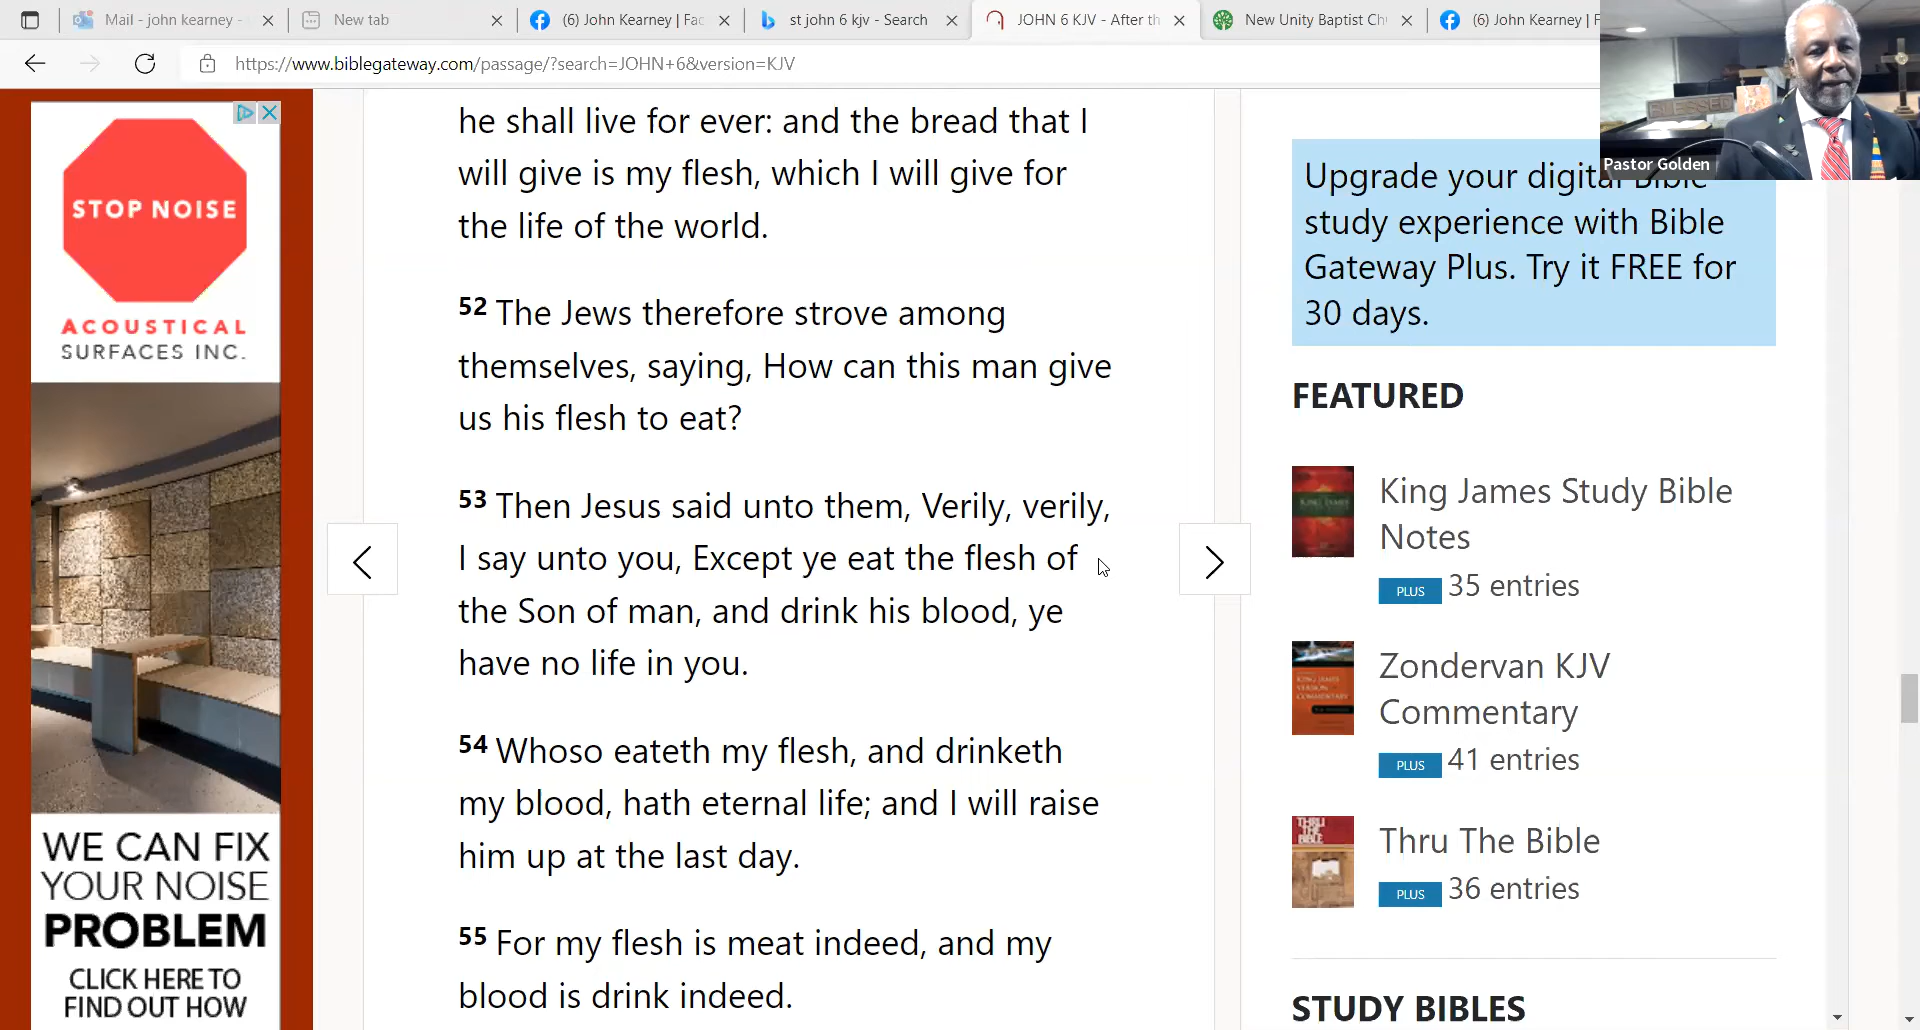 Mail - john kearney -
New tab
(6) John Kearney | Fac
st john 6 kjv - Search
JOHN 6 KJV - After th
New Unity Baptist Ch
(6) John Kearney | F
https://www.biblegateway.com/passage/?search=JOHN+6&version=KJV
BLESSED
Pastor Golden
STOP NOISE
ACOUSTICAL
SURFACES INC.
WE CAN FIX
YOUR NOISE
PROBLEM
CLICK HERE TO
FIND OUT HOW
he shall live for ever: and the bread that I
will give is my flesh, which I will give for
the life of the world.
52 The Jews therefore strove among
themselves, saying, How can this man give
us his flesh to eat?
53 Then Jesus said unto them, Verily, verily,
I say unto you, Except ye eat the flesh of
the Son of man, and drink his blood, ye
have no life in you.
54 Whoso eateth my flesh, and drinketh
my blood, hath eternal life; and I will raise
him up at the last day.
55 For my flesh is meat indeed, and my
blood is drink indeed.
Upgrade your digital Bible
study experience with Bible
Gateway Plus. Try it FREE for
30 days.
FEATURED
King James Study Bible
Notes
PLUS 35 entries
Zondervan KJV
Commentary
PLUS 41 entries
THRU
THE
BIBLE
Thru The Bible
PLUS 36 entries
STUDY BIBLES